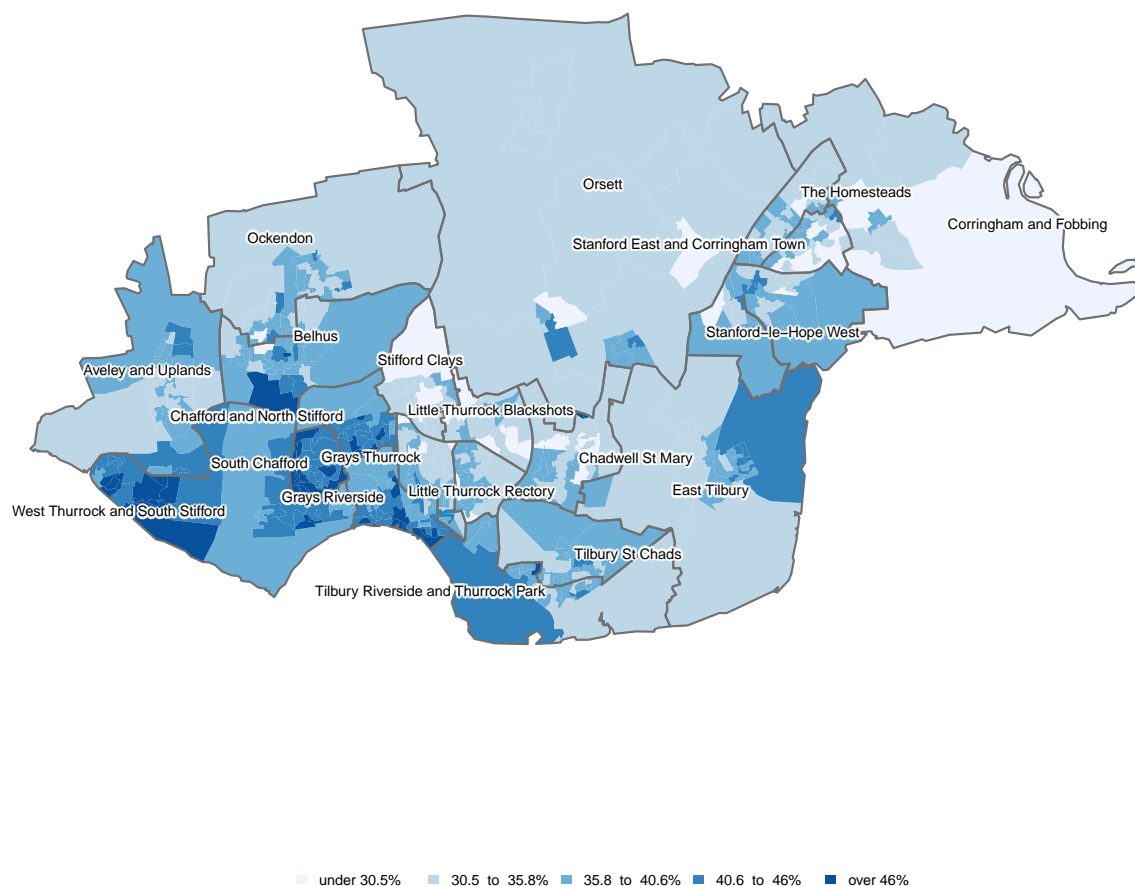 Orsett
The Homesteads
Corringham and Fobbing
Ockendon
Stanford East and Corringham Town
Belhus
Stanford−le−Hope West
Stifford Clays
Aveley and Uplands
Little Thurrock Blackshots
Chafford and North Stifford
Grays Thurrock
Chadwell St Mary
South Chafford
Little Thurrock Rectory
East Tilbury
Grays Riverside
West Thurrock and South Stifford
Tilbury St Chads
Tilbury Riverside and Thurrock Park
under 30.5% 30.5 to 35.8% 35.8 to 40.6% 40.6 to 46% over 46%